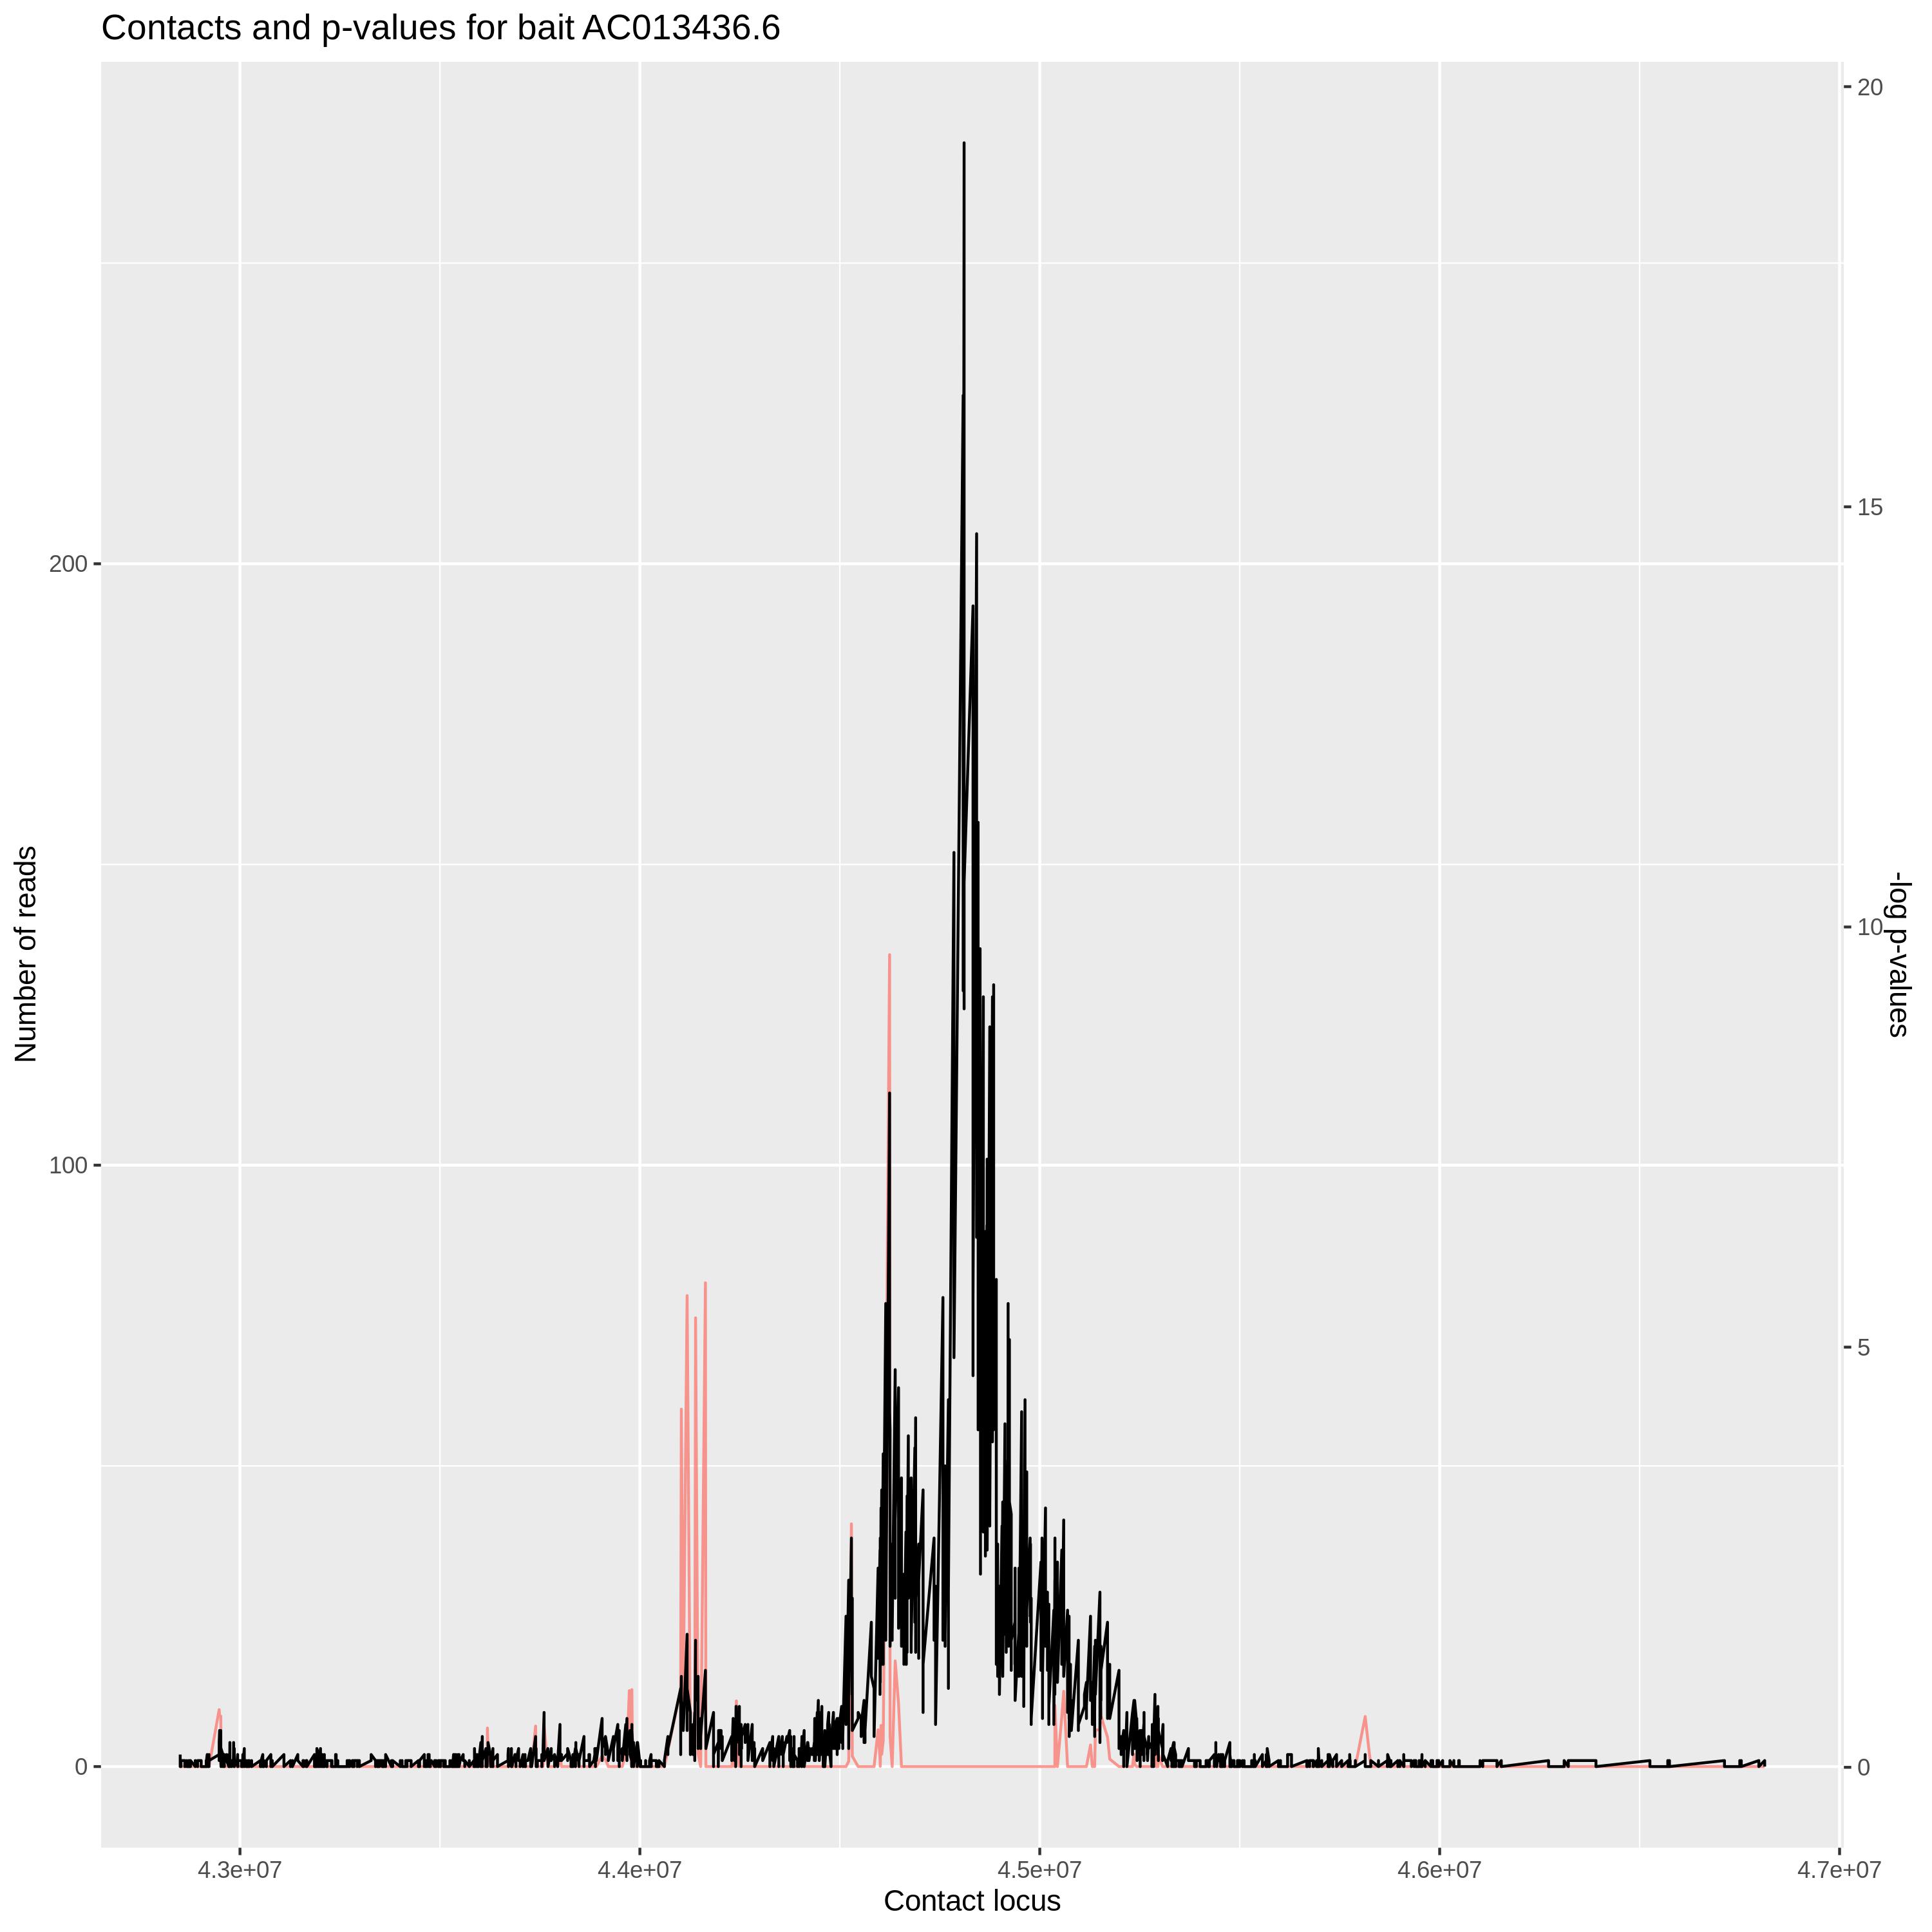 Contacts and p-values for bait AC013436.6
Number of reads
200
100
0
20
15
10
5
0
-log p-values
4.3e+07
4.4e+07
4.5e+07
4.6e+07
4.7e+07
Contact locus